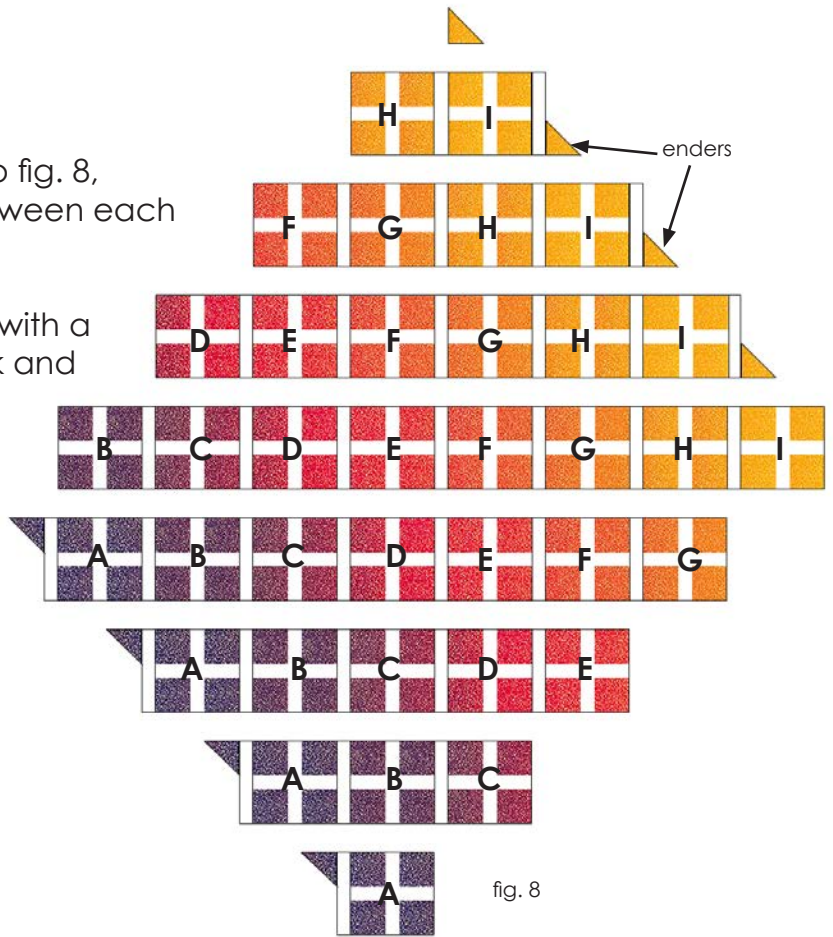 H I
o fig. 8,
enders
ween each
F G H I
with a
D E F G H I
k and
B C D E F G H I
A B C D E F G
A B C D E
A B C
A
fig. 8